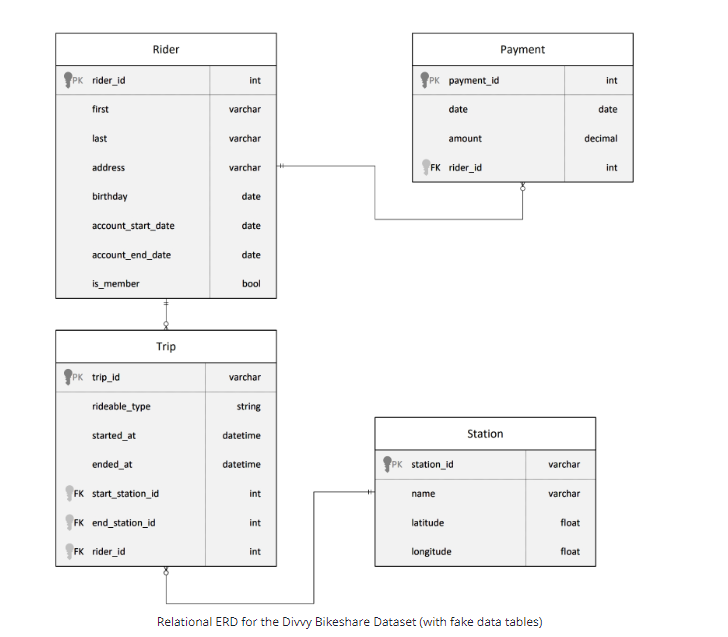 Rider
PK rider_id int
first varchar
last varchar
address varchar
birthday date
account_start_date date
account_end_date date
is_member bool
Payment
PK payment_id int
date date
amount decimal
FK rider_id int
Trip
PK trip_id varchar
rideable_type string
started_at datetime
ended_at datetime
FK start_station_id int
FK end_station_id int
FK rider_id int
Station
PK station_id varchar
name varchar
latitude float
longitude float
Relational ERD for the Divvy Bikeshare Dataset (with fake data tables)